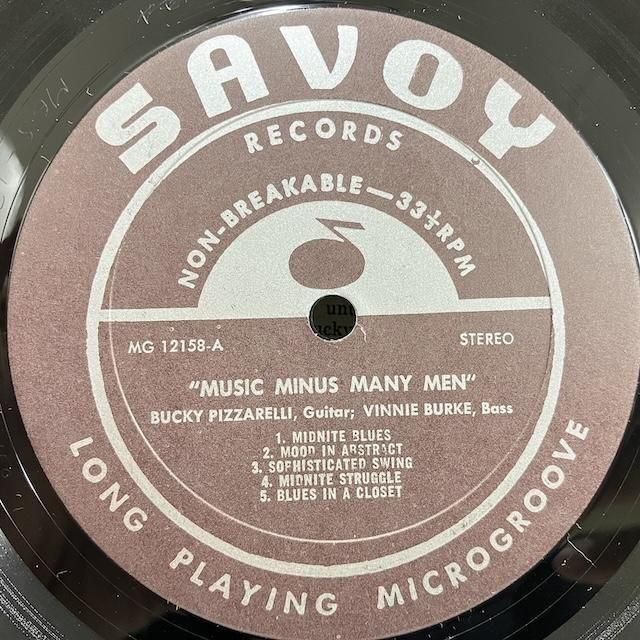 SAVOY
RECORDS
NON-BREAKABLE—33⅓RPM
MG 12158-A
STEREO
"MUSIC MINUS MANY MEN"
BUCKY PIZZARELLI, Guitar; VINNIE BURKE, Bass
1. MIDNITE BLUES
2. MOOD IN ABSTRACT
3. SOPHISTICATED SWING
4. MIDNITE STRUGGLE
5. BLUES IN A CLOSET
LONG PLAYING MICROGROOVE